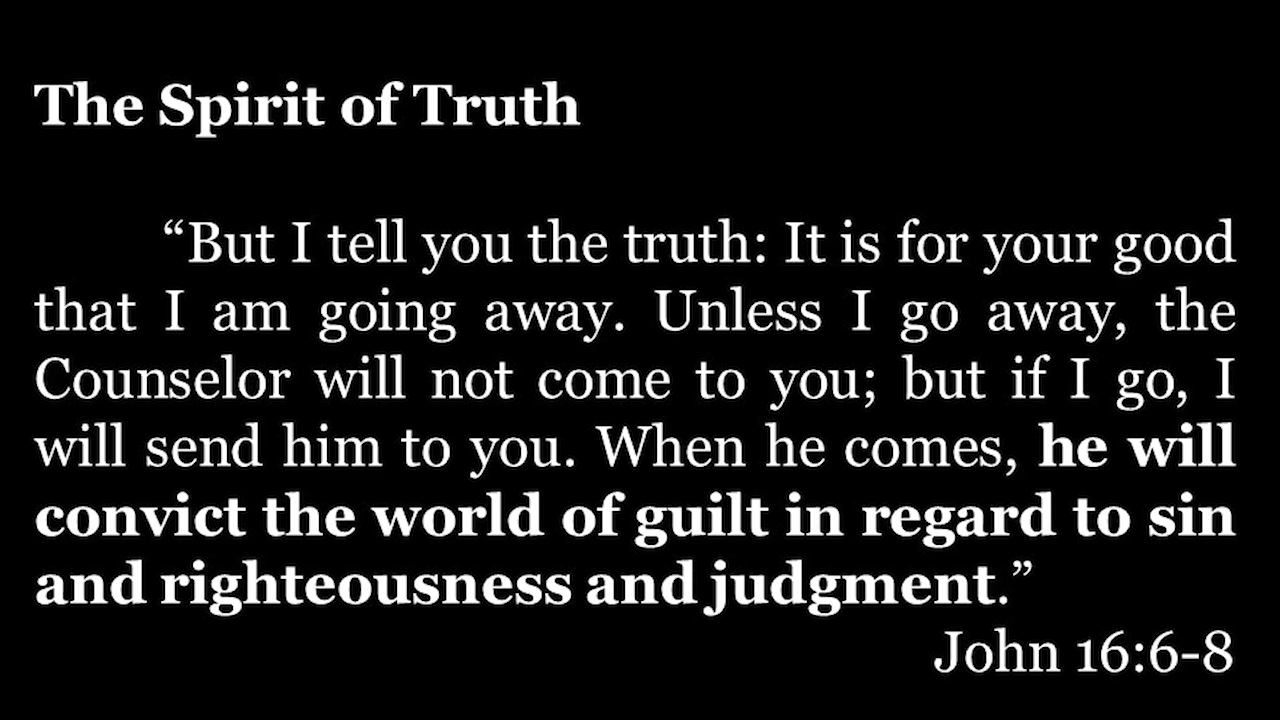 The Spirit of Truth
“But I tell you the truth: It is for your good
that I am going away. Unless I go away, the
Counselor will not come to you; but if I go, I
will send him to you. When he comes, he will
convict the world of guilt in regard to sin
and righteousness and judgment.”
John 16:6-8